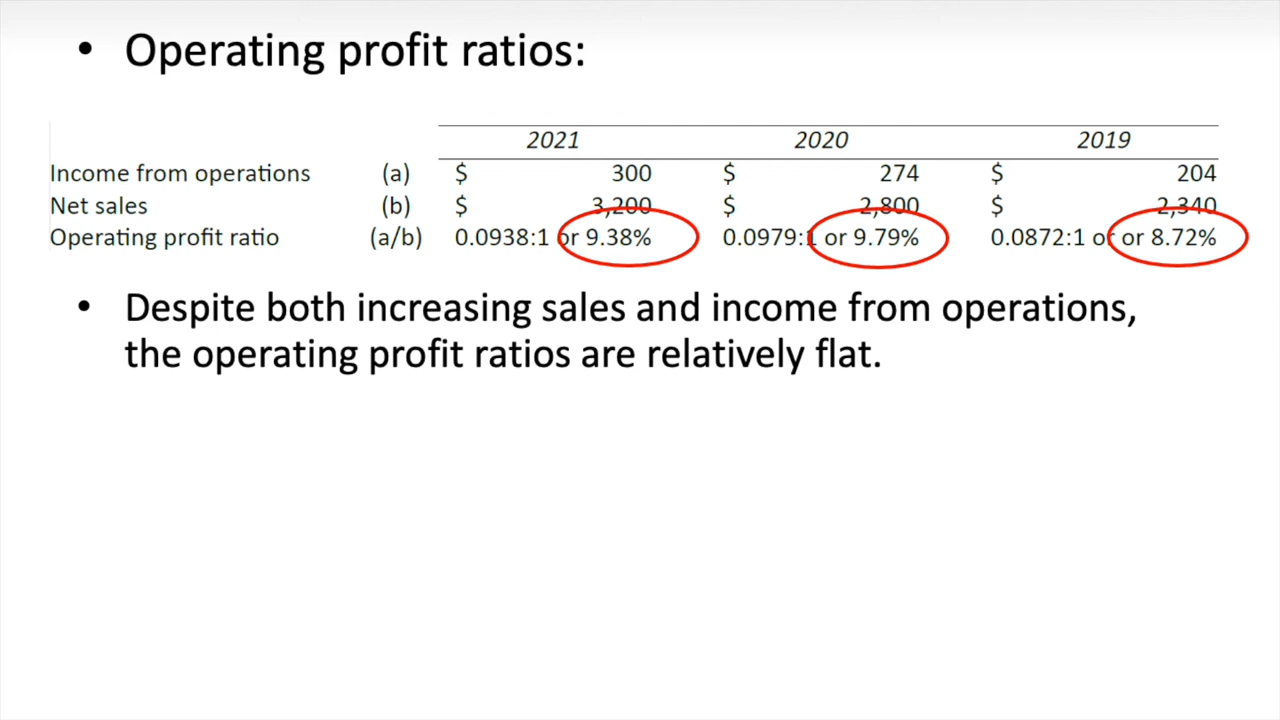 • Operating profit ratios:
2021 2020 2019
Income from operations (a) $ 300 $ 274 $ 204
Net sales (b) $ 3,200 $ 2,800 $ 2,340
Operating profit ratio (a/b) 0.0938:1 or 9.38% 0.0979:1 or 9.79% 0.0872:1 or or 8.72%
• Despite both increasing sales and income from operations,
the operating profit ratios are relatively flat.